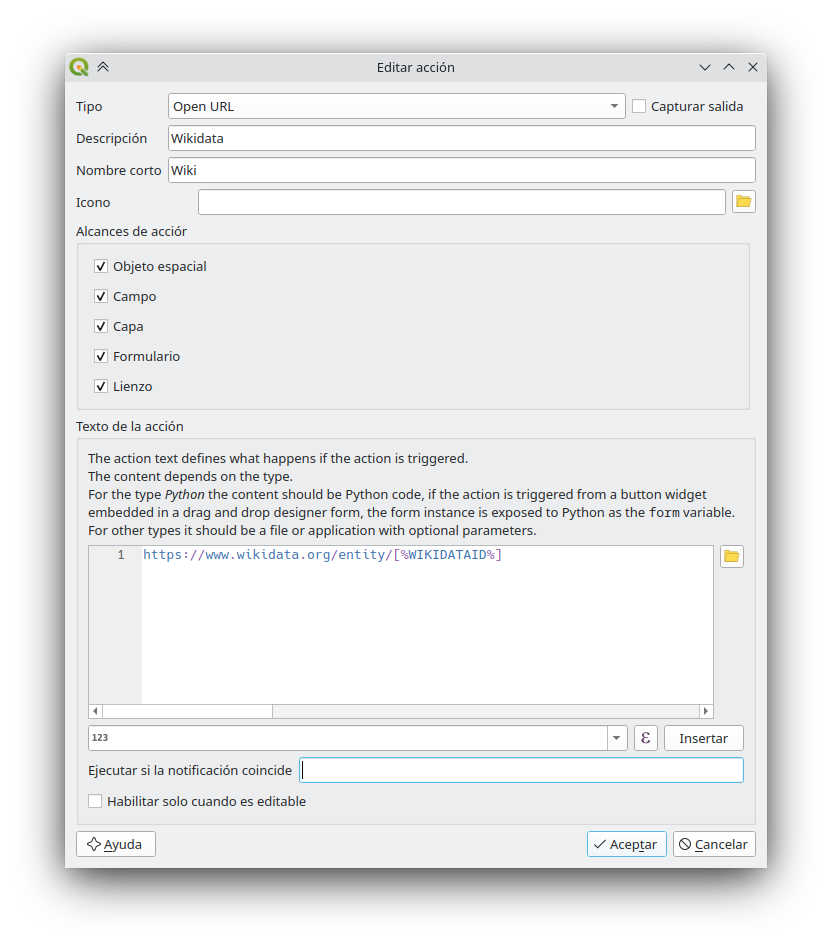 Editar acción
Tipo
Open URL
Capturar salida
Descripción
Wikidata
Nombre corto
Wiki
Icono
Alcances de acciór
Objeto espacial
Campo
Capa
Formulario
Lienzo
Texto de la acción
The action text defines what happens if the action is triggered.
The content depends on the type.
For the type Python the content should be Python code, if the action is triggered from a button widget
embedded in a drag and drop designer form, the form instance is exposed to Python as the form variable.
For other types it should be a file or application with optional parameters.
1 https://www.wikidata.org/entity/[%WIKIDATAID%]
123
ε
Insertar
Ejecutar si la notificación coincide
Habilitar solo cuando es editable
Ayuda
Aceptar
Cancelar